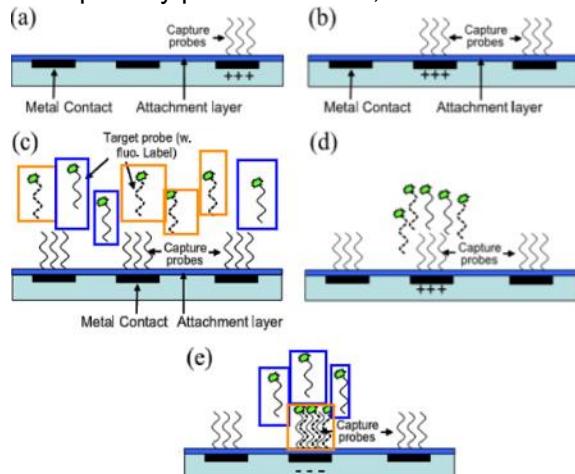 (a)
Capture
probes
+++
Metal Contact
Attachment layer
(b)
Capture
probes
+++
Metal Contact
Attachment layer
(c)
Target probe (w.
fluo. Label)
Capture
probes
Metal Contact
Attachment layer
(d)
Capture
probes
+++
(e)
Capture
probes
- - -